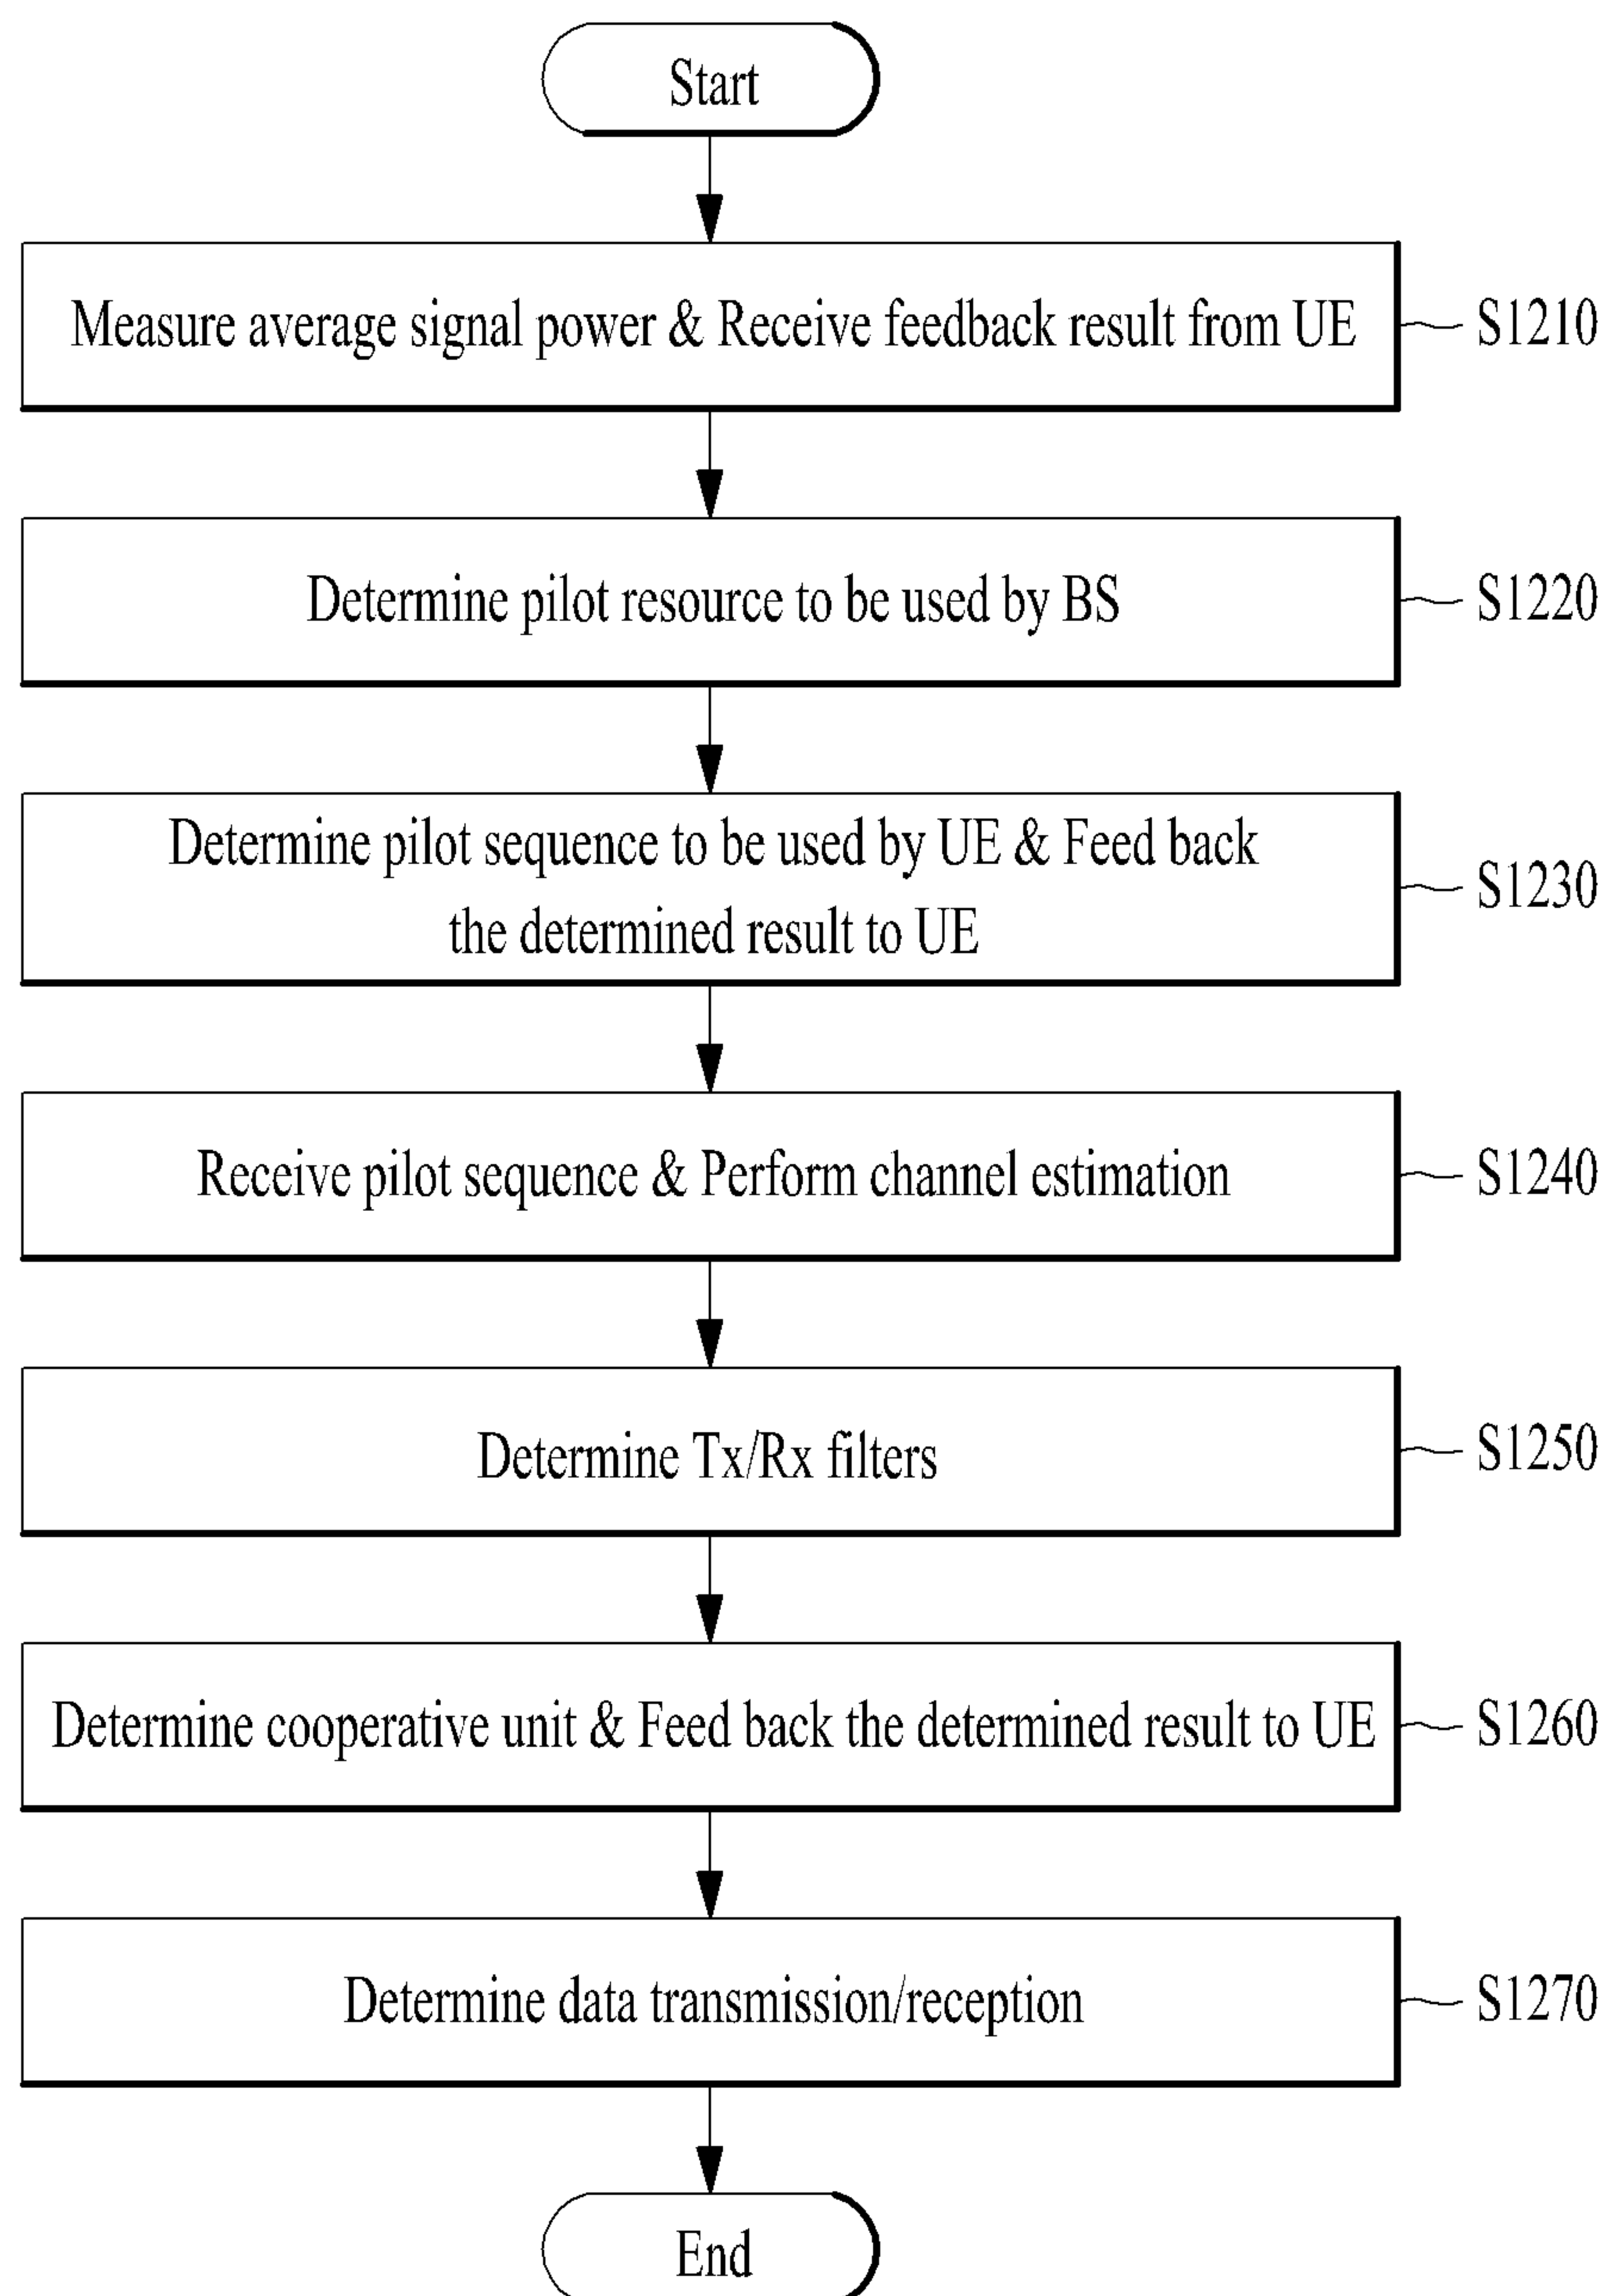 Start
Measure average signal power & Receive feedback result from UE
S1210
Determine pilot resource to be used by BS
S1220
Determine pilot sequence to be used by UE & Feed back
the determined result to UE
S1230
Receive pilot sequence & Perform channel estimation
S1240
Determine Tx/Rx filters
S1250
Determine cooperative unit & Feed back the determined result to UE
S1260
Determine data transmission/reception
S1270
End